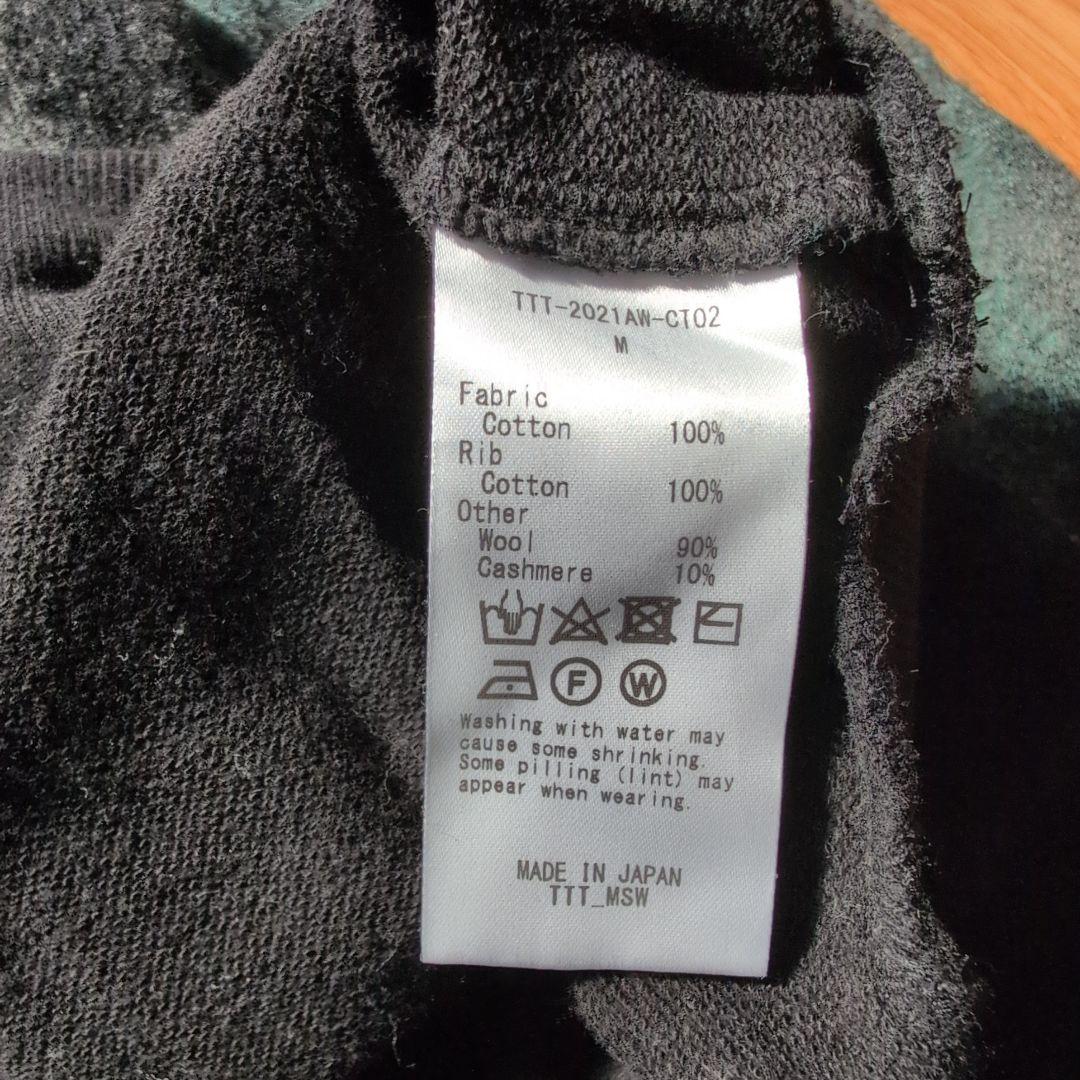 TTT-2021AW-CT02
M
Fabric
Cotton 100%
Rib
Cotton 100%
Other
Wool 90%
Cashmere 10%
F W
Washing with water may
cause some shrinking.
Some pilling (lint) may
appear when wearing.
MADE IN JAPAN
TTT_MSW